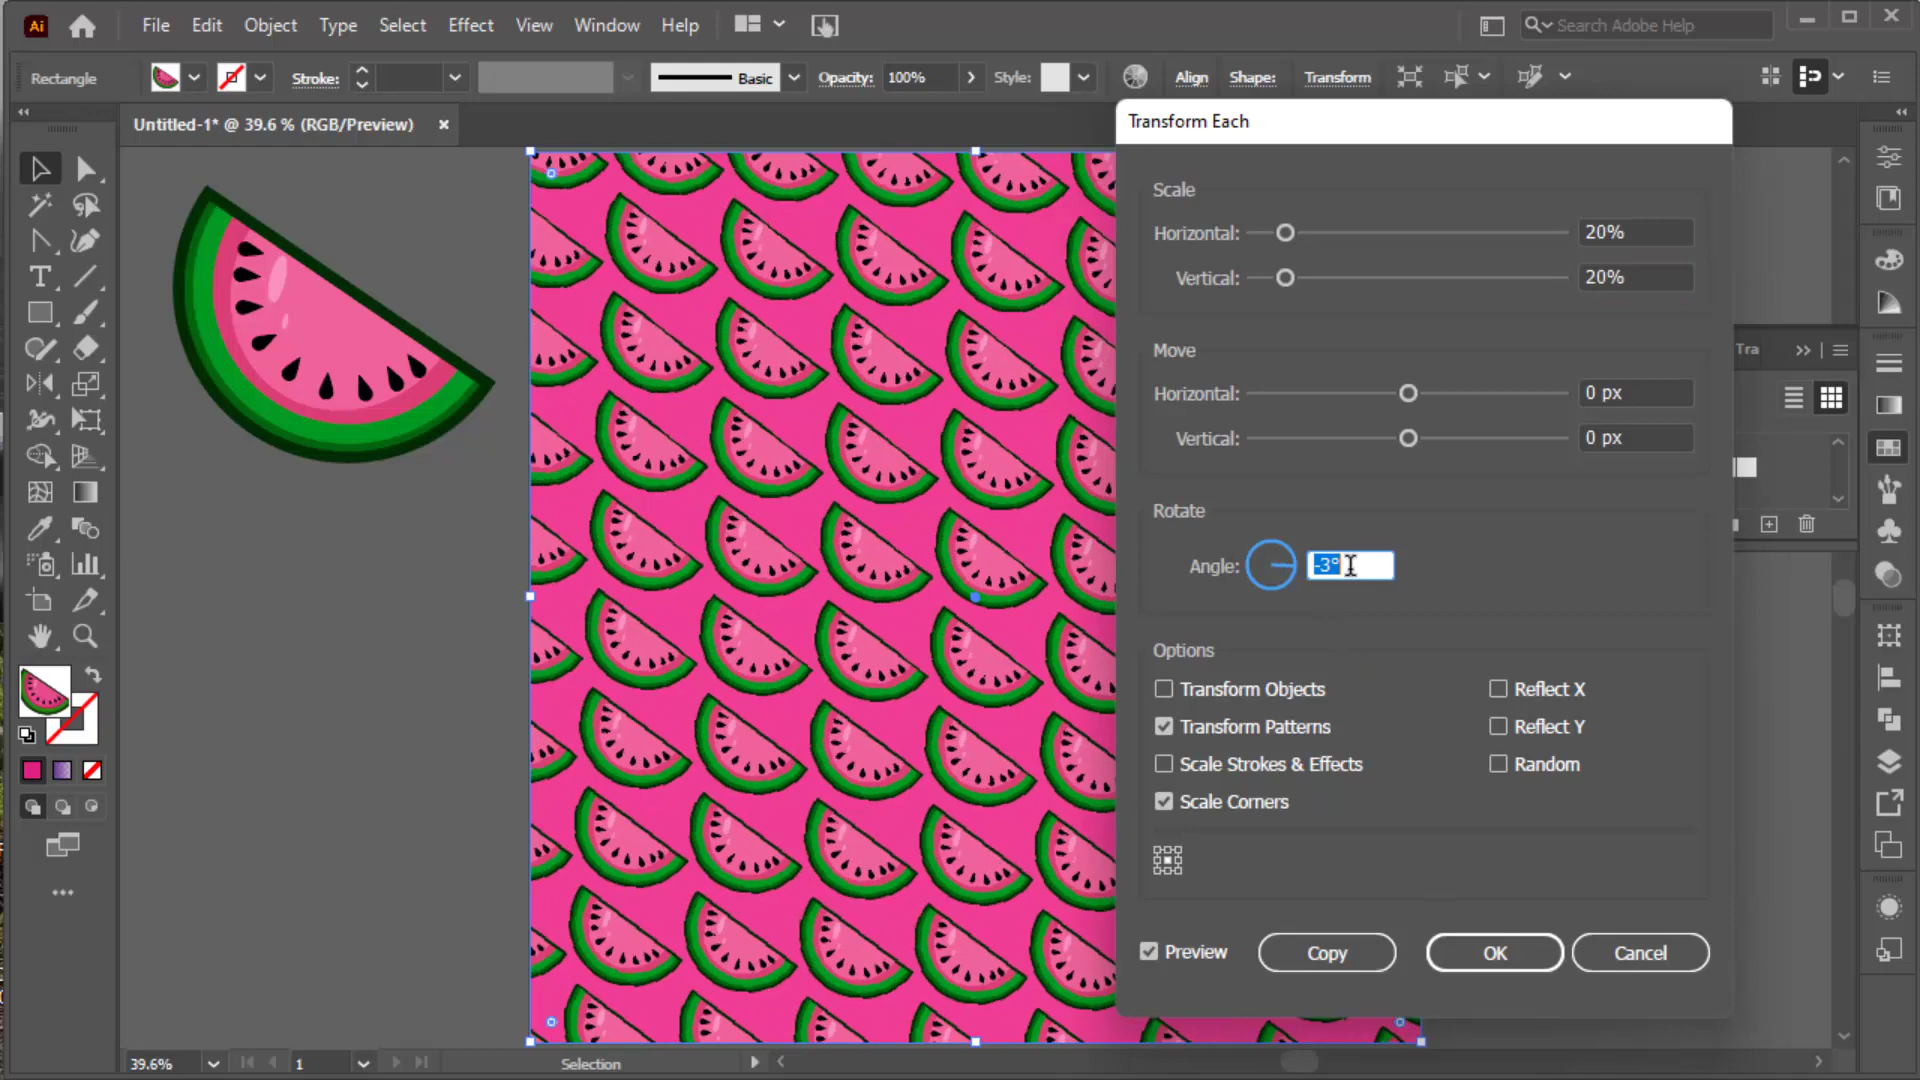 Ai File Edit Object Type Select Effect View Window Help Search Adobe Help
Rectangle Stroke: Basic Opacity: 100% Style: Align Shape: Transform
Untitled-1* @ 39.6 % (RGB/Preview)
Transform Each
Scale
Horizontal: 20%
Vertical: 20%
Move
Tra
Horizontal: 0 px
Vertical: 0 px
Rotate
Angle: -3°
Options
Transform Objects Reflect X
Transform Patterns Reflect Y
Scale Strokes & Effects Random
Scale Corners
Preview Copy OK Cancel
39.6% 1 Selection